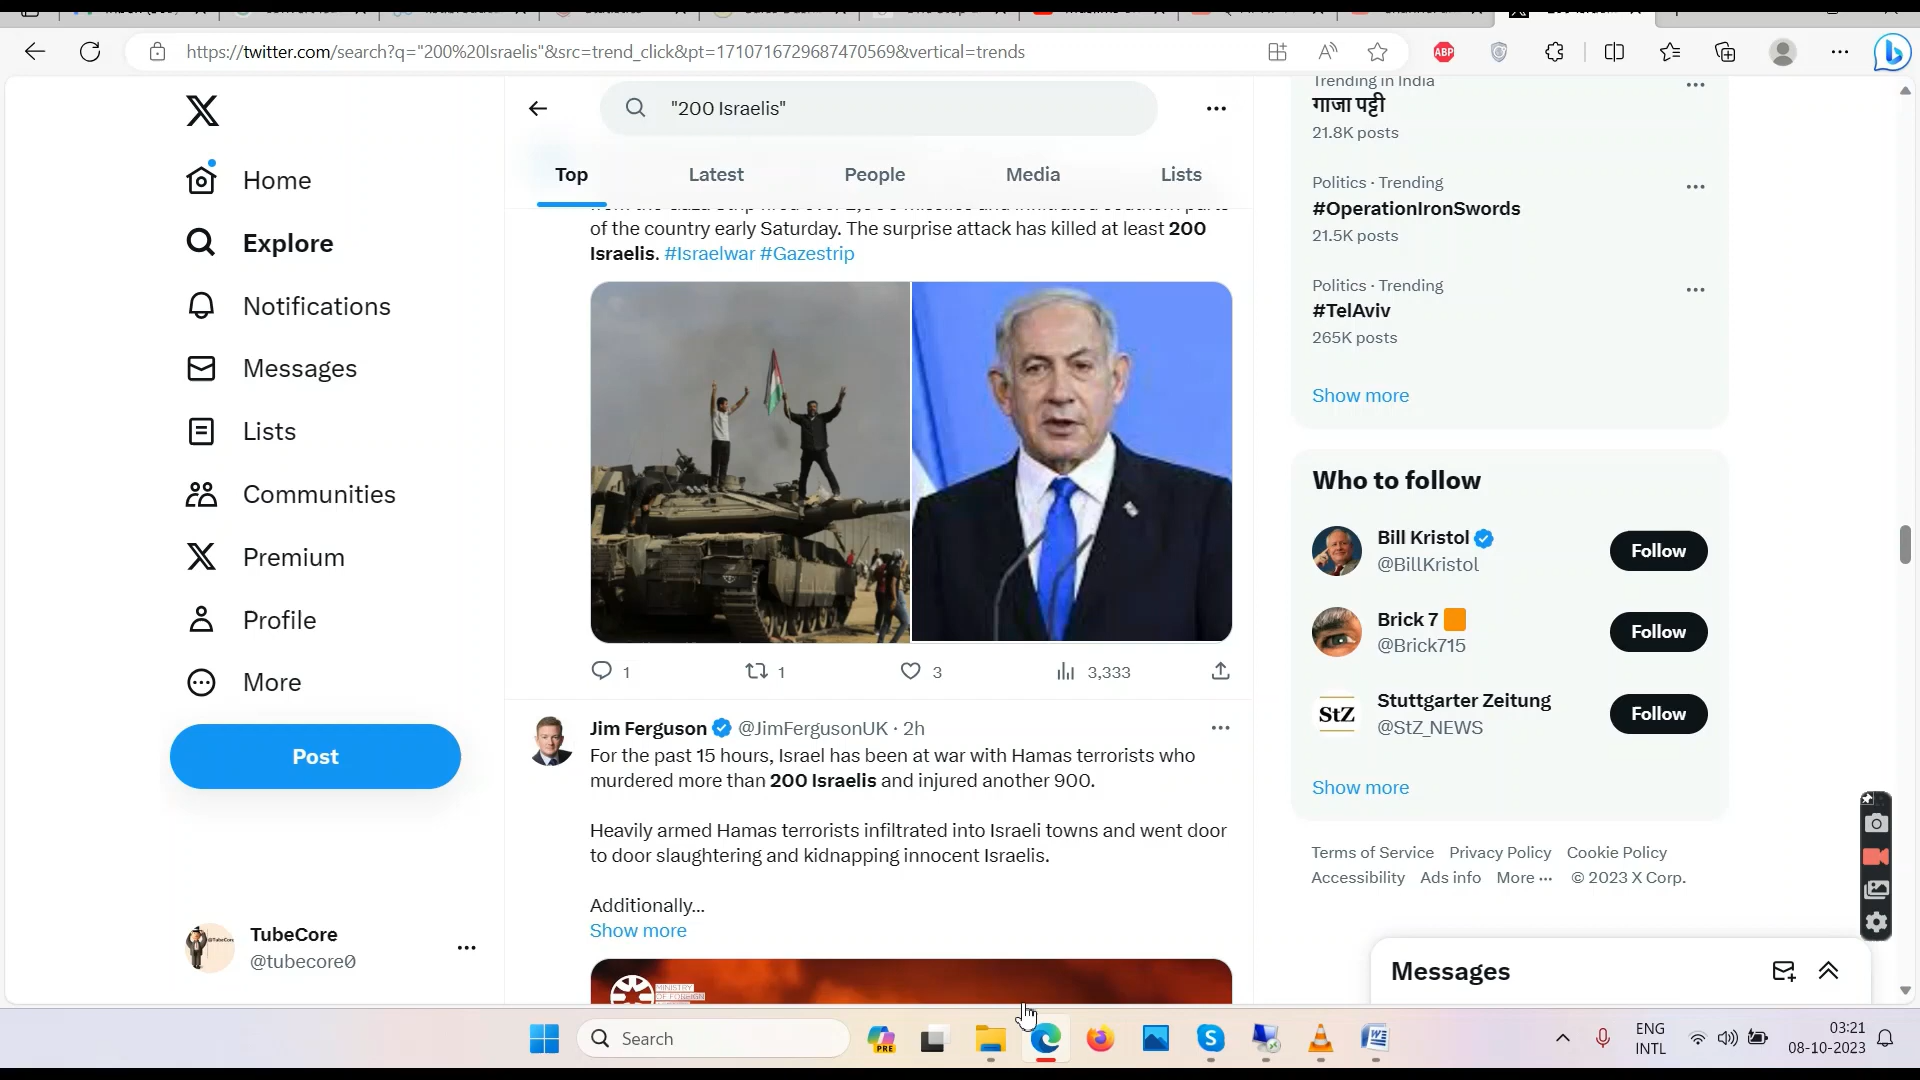 https://twitter.com/search?q="200%20Israelis"&src=trend_click&pt=1710716729687470569&vertical=trends
ABP
Home
Explore
Notifications
Messages
Lists
Communities
Premium
Profile
More
Post
TubeCore
@tubecore0
"200 Israelis"
Top
Latest
People
Media
Lists
of the country early Saturday. The surprise attack has killed at least 200
Israelis. #Israelwar #Gazestrip
1
1
3
3,333
Jim Ferguson @JimFergusonUK · 2h
For the past 15 hours, Israel has been at war with Hamas terrorists who
murdered more than 200 Israelis and injured another 900.
Heavily armed Hamas terrorists infiltrated into Israeli towns and went door
to door slaughtering and kidnapping innocent Israelis.
Additionally...
Show more
MINISTRY
OF FOREIGN
Trending in India
गाजा पट्टी
21.8K posts
Politics · Trending
#OperationIronSwords
21.5K posts
Politics · Trending
#TelAviv
265K posts
Show more
Who to follow
Bill Kristol
@BillKristol
Follow
Brick 7
@Brick715
Follow
StZ
Stuttgarter Zeitung
@StZ_NEWS
Follow
Show more
Terms of Service Privacy Policy Cookie Policy
Accessibility Ads info More ··· © 2023 X Corp.
Messages
Search
PRE
ENG
INTL
03:21
08-10-2023